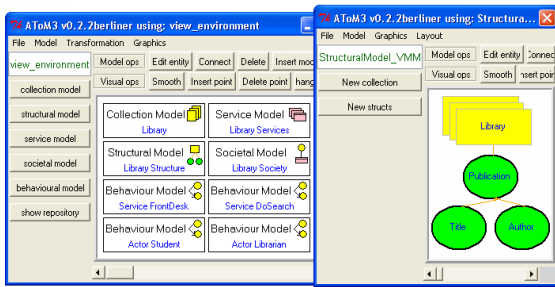 AToM3 v0.2.2berliner using: view_environment
File Model Transformation Graphics
view_environment
Model ops Edit entity Connect Delete Insert mod
Visual ops Smooth Insert point Delete point hang
collection model
structural model
service model
societal model
behavioural model
show repository
Collection Model
Library
Service Model
Library Services
Structural Model
Library Structure
Societal Model
Library Society
Behaviour Model
Service FrontDesk
Behaviour Model
Service DoSearch
Behaviour Model
Actor Student
Behaviour Model
Actor Librarian
AToM3 v0.2.2berliner using: Structura...
File Model Graphics Layout
StructuralModel_VMM
Model ops Edit entity Connec
Visual ops Smooth nsert poin
New collection
New structs
Library
Publication
Title
Author